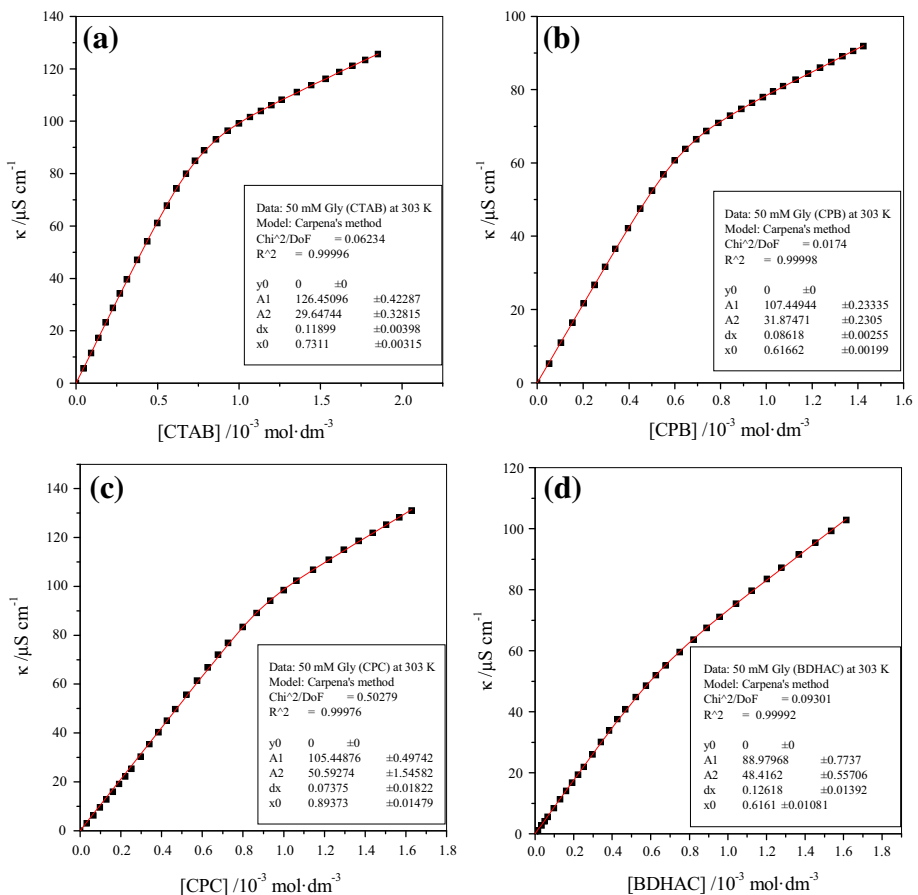 (a)
140
120
100
80
60
40
20
0
κ /μS cm⁻¹
0.0 0.5 1.0 1.5 2.0
[CTAB] /10⁻³ mol·dm⁻³
Data: 50 mM Gly (CTAB) at 303 K
Model: Carpena's method
Chi^2/DoF = 0.06234
R^2 = 0.99996
y0 0 ±0
A1 126.45096 ±0.42287
A2 29.64744 ±0.32815
dx 0.11899 ±0.00398
x0 0.7311 ±0.00315
(b)
100
80
60
40
20
0
κ /μS cm⁻¹
0.0 0.2 0.4 0.6 0.8 1.0 1.2 1.4 1.6
[CPB] /10⁻³ mol·dm⁻³
Data: 50 mM Gly (CPB) at 303 K
Model: Carpena's method
Chi^2/DoF = 0.0174
R^2 = 0.99998
y0 0 ±0
A1 107.44944 ±0.23335
A2 31.87471 ±0.2305
dx 0.08618 ±0.00255
x0 0.61662 ±0.00199
(c)
140
120
100
80
60
40
20
0
κ /μS cm⁻¹
0.0 0.2 0.4 0.6 0.8 1.0 1.2 1.4 1.6 1.8
[CPC] /10⁻³ mol·dm⁻³
Data: 50 mM Gly (CPC) at 303 K
Model: Carpena's method
Chi^2/DoF = 0.50279
R^2 = 0.99976
y0 0 ±0
A1 105.44876 ±0.49742
A2 50.59274 ±1.54582
dx 0.07375 ±0.01822
x0 0.89373 ±0.01479
(d)
120
100
80
60
40
20
0
κ /μS cm⁻¹
0.0 0.2 0.4 0.6 0.8 1.0 1.2 1.4 1.6 1.8
[BDHAC] /10⁻³ mol·dm⁻³
Data: 50 mM Gly (BDHAC) at 303 K
Model: Carpena's method
Chi^2/DoF = 0.09301
R^2 = 0.99992
y0 0 ±0
A1 88.97968 ±0.7737
A2 48.4162 ±0.55706
dx 0.12618 ±0.01392
x0 0.6161 ±0.01081